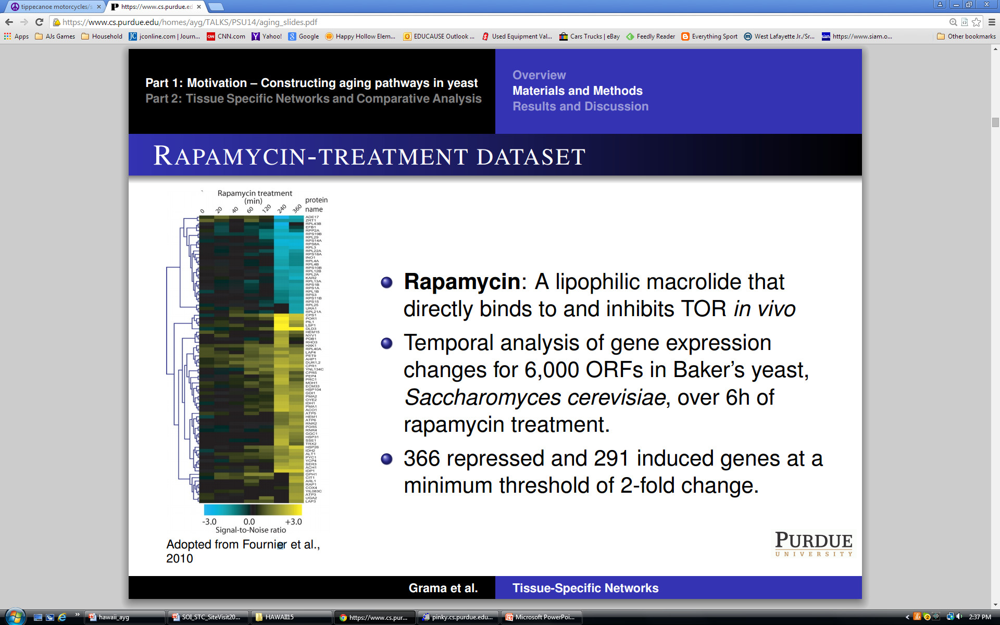 tippecanoe motorcycles/s
https://www.cs.purdue.ed
https://www.cs.purdue.edu/homes/ayg/TALKS/PSU14/aging_slides.pdf
Apps AJs Games Household jconline.com | Journ... CNN.com Yahoo! Google Happy Hollow Elem... EDUCAUSE Outlook ... Used Equipment Val... Cars Trucks | eBay Feedly Reader Everything Sport West Lafayette Jr./Sr... https://www.siam.o... Other bookmarks
Part 1: Motivation – Constructing aging pathways in yeast
Part 2: Tissue Specific Networks and Comparative Analysis
Overview
Materials and Methods
Results and Discussion
RAPAMYCIN-TREATMENT DATASET
Rapamycin treatment
(min)
0 20 40 60 120 240 360
protein
name
ADE17
ZRT1
RPL43B
EFB1
RPP2A
RPS19B
RPL29
RPS14A
RPS8A
RPL3
RPL22A
RPS18A
INO1
RPL4A
RPL4B
RPS10B
RPL12B
RPL2A
KAR2
RPL13A
RPS1B
RPS1A
RPL1B
RPS3
RPS11B
RPS15
RPL25
URA1
RPL21A
CPS1
POR1
PIL1
LSP1
DLD3
HEM15
NYV1
PDB1
RHO3
HXK1
RPL40A
LAP4
PET9
AHP1
DUR1,2
CPR1
YNL134C
CPR5
PEP4
PRC1
MDH1
ECM33
HSP104
GDI1
PMA2
OYE2
IDH1
PMA1
ACO1
ATP5
HEM1
ATP6
RNR2
PDR5
RNR4
GGC1
HSP31
SSE1
TRX2
HSP26
IDH2
ALT1
PYC1
YCP4
SER3
ACH1
IDP1
GPH1
CIT1
ARL1
RAP1
COX4
YIL083C
ATP3
UGA2
LAP3
-3.0 0.0 +3.0
Signal-to-Noise ratio
Adopted from Fournier et al.,
2010
Rapamycin: A lipophilic macrolide that
directly binds to and inhibits TOR in vivo
Temporal analysis of gene expression
changes for 6,000 ORFs in Baker's yeast,
Saccharomyces cerevisiae, over 6h of
rapamycin treatment.
366 repressed and 291 induced genes at a
minimum threshold of 2-fold change.
PURDUE
UNIVERSITY
Grama et al.
Tissue-Specific Networks
hawaii_ayg SOI_STC_SiteVisit20... HAWAII15 https://www.cs.pur... pinky.cs.purdue.edu... Microsoft PowerPoi... 2:37 PM